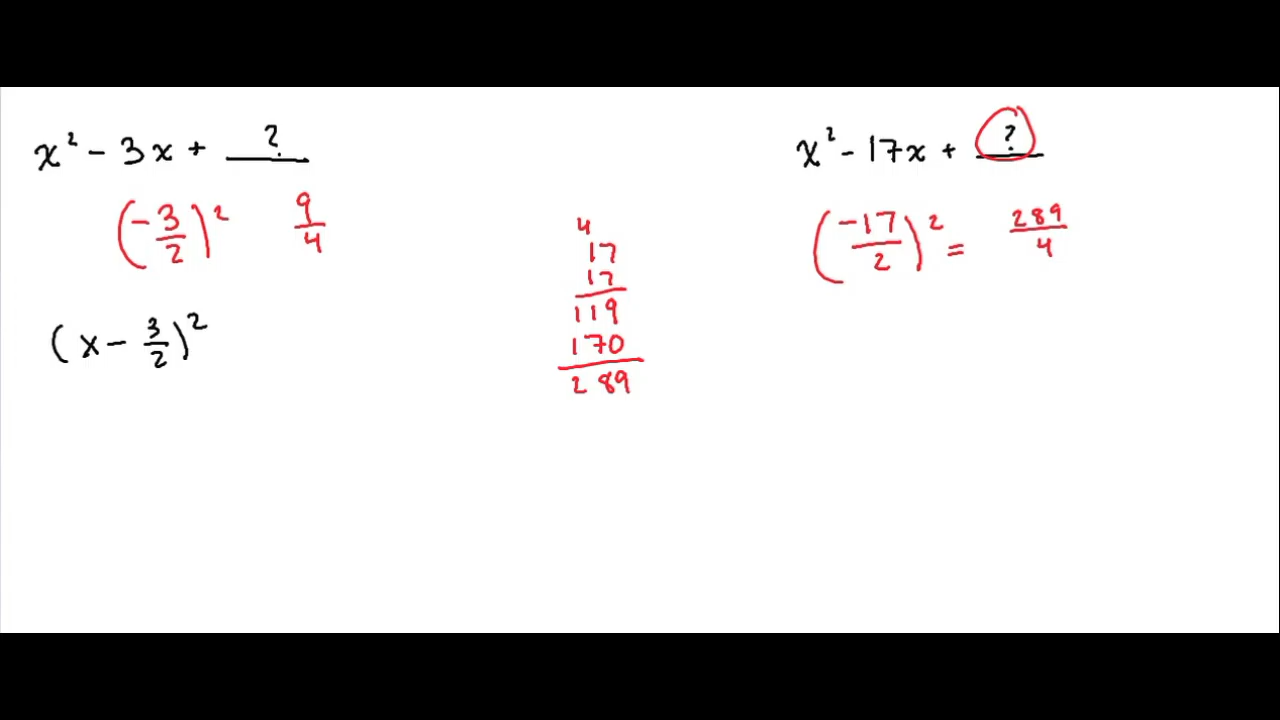 x² - 3x + ?
(-3/2)² 9/4
(x - 3/2)²
4
17
17
119
170
289
x² - 17x + ?
(-17/2)² = 289/4